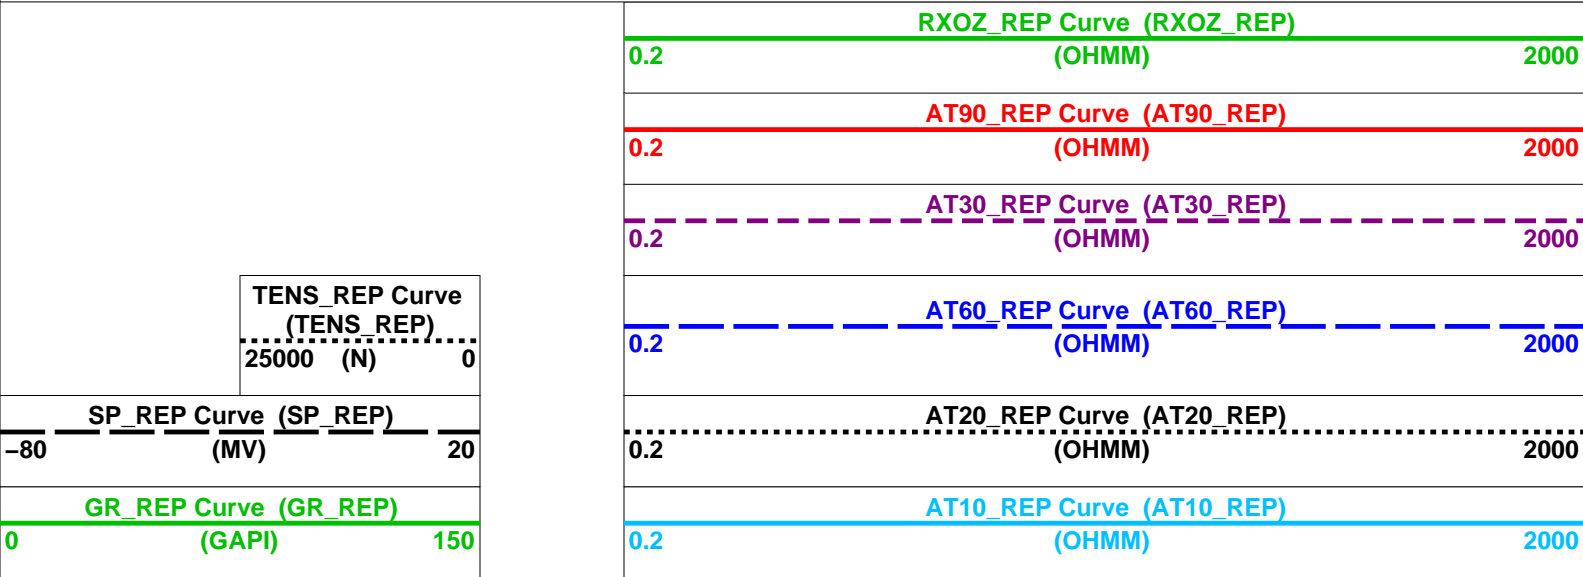 RXOZ_REP Curve (RXOZ_REP)
0.2 (OHMM) 2000
AT90_REP Curve (AT90_REP)
0.2 (OHMM) 2000
AT30_REP Curve (AT30_REP)
0.2 (OHMM) 2000
TENS_REP Curve
(TENS_REP)
25000 (N) 0
AT60_REP Curve (AT60_REP)
0.2 (OHMM) 2000
SP_REP Curve (SP_REP)
−80 (MV) 20
AT20_REP Curve (AT20_REP)
0.2 (OHMM) 2000
GR_REP Curve (GR_REP)
0 (GAPI) 150
AT10_REP Curve (AT10_REP)
0.2 (OHMM) 2000